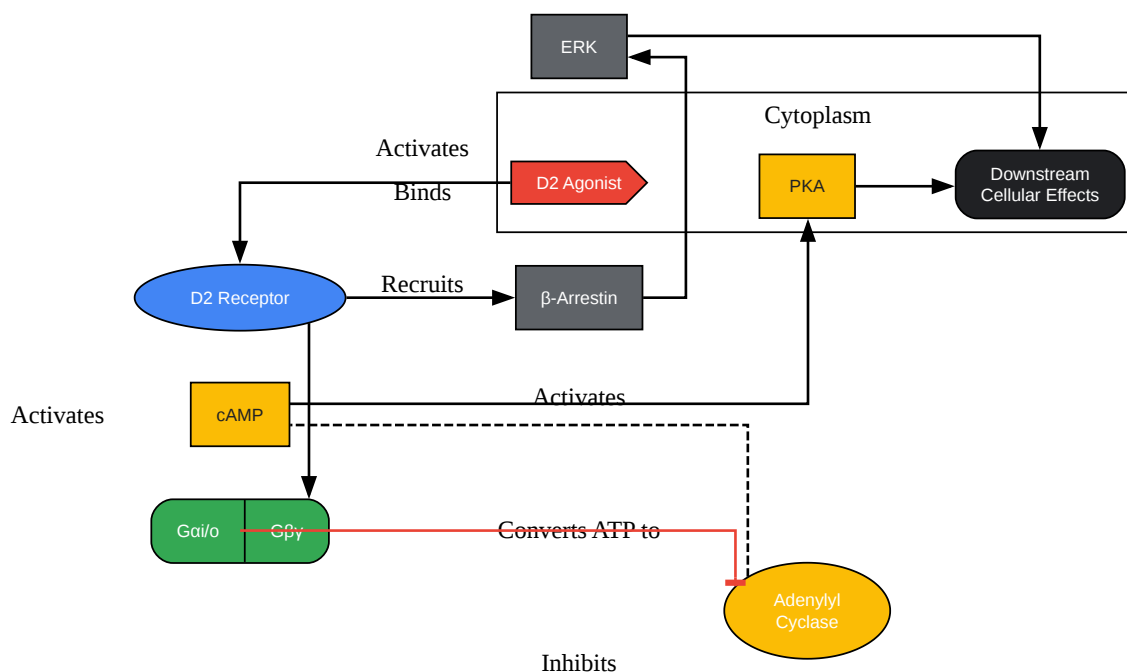 ERK
Cytoplasm
Activates
D2 Agonist
PKA
Downstream
Cellular Effects
Binds
D2 Receptor
Recruits
β-Arrestin
Activates
cAMP
Activates
Gαi/o
Gβγ
Converts ATP to
Adenylyl
Cyclase
Inhibits